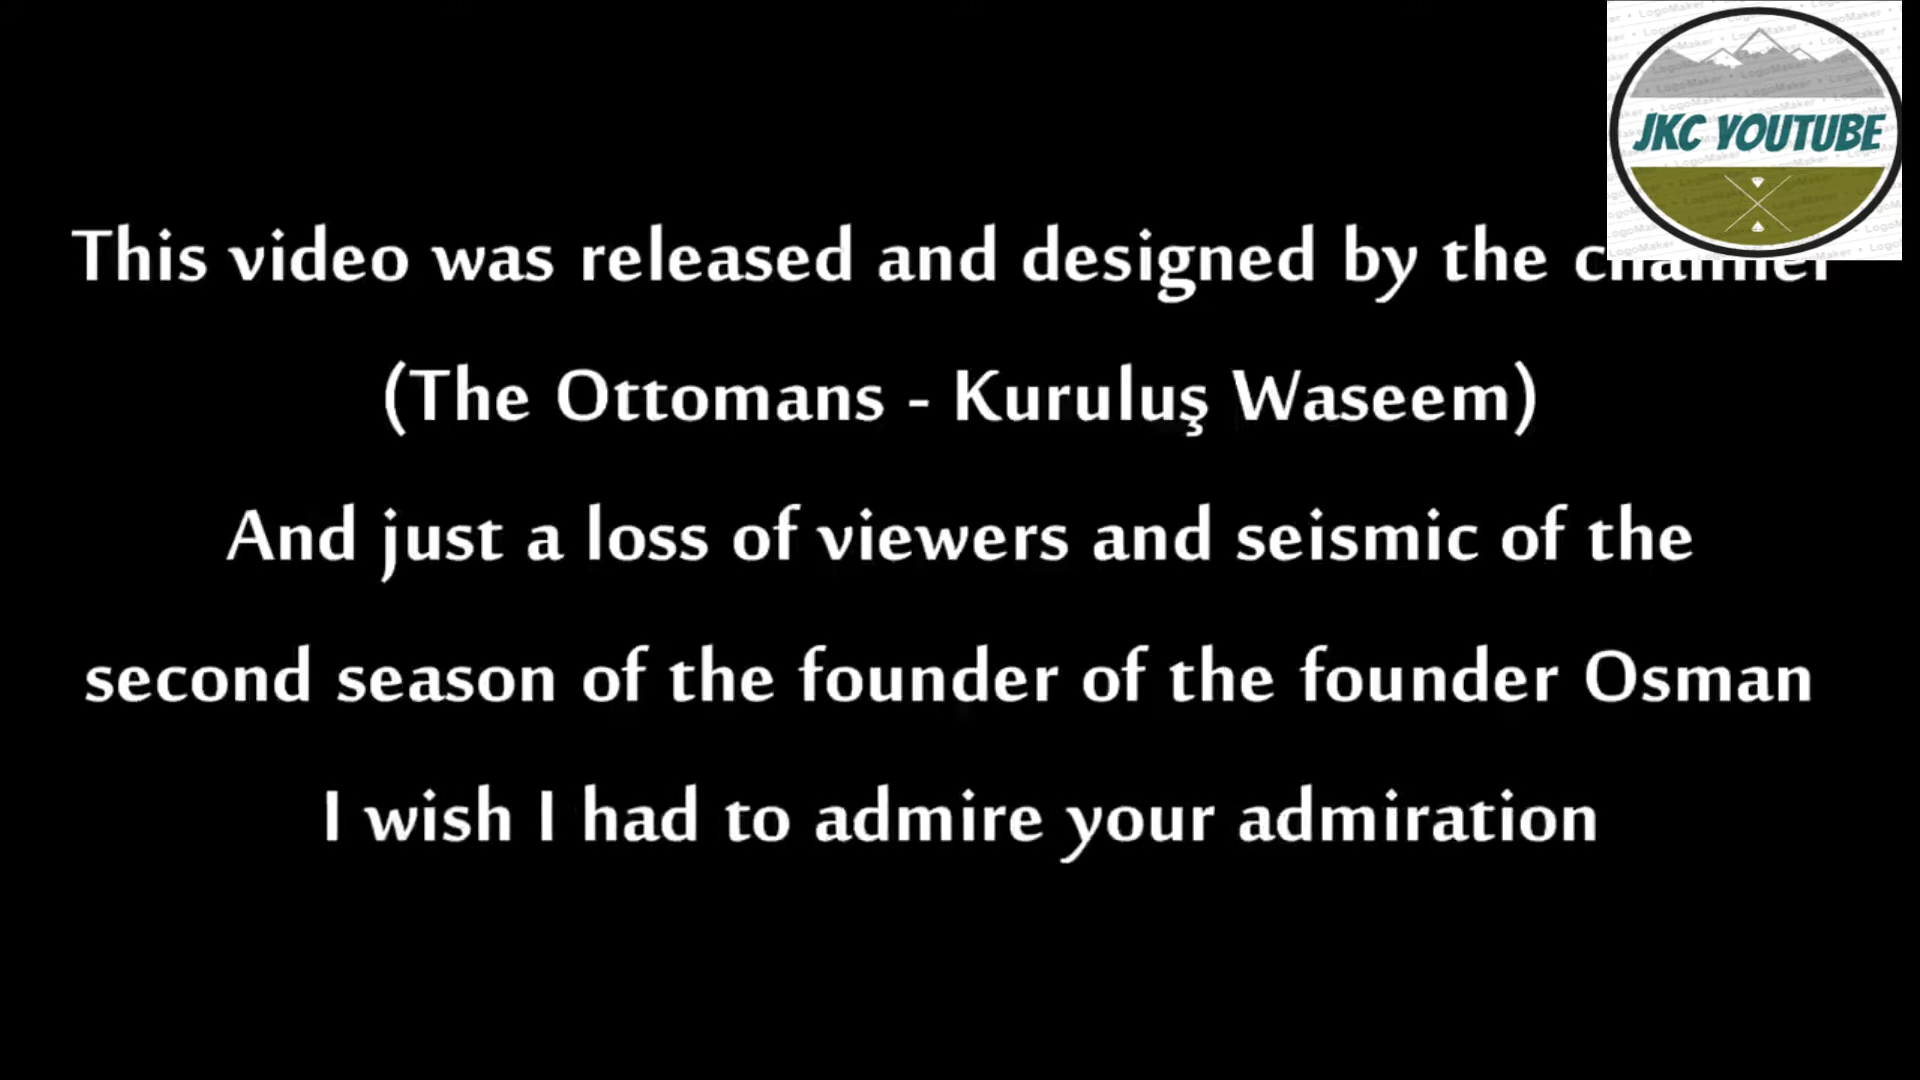 JKC YOUTUBE
This video was released and designed by the channel
(The Ottomans - Kuruluş Waseem)
And just a loss of viewers and seismic of the
second season of the founder of the founder Osman
I wish I had to admire your admiration